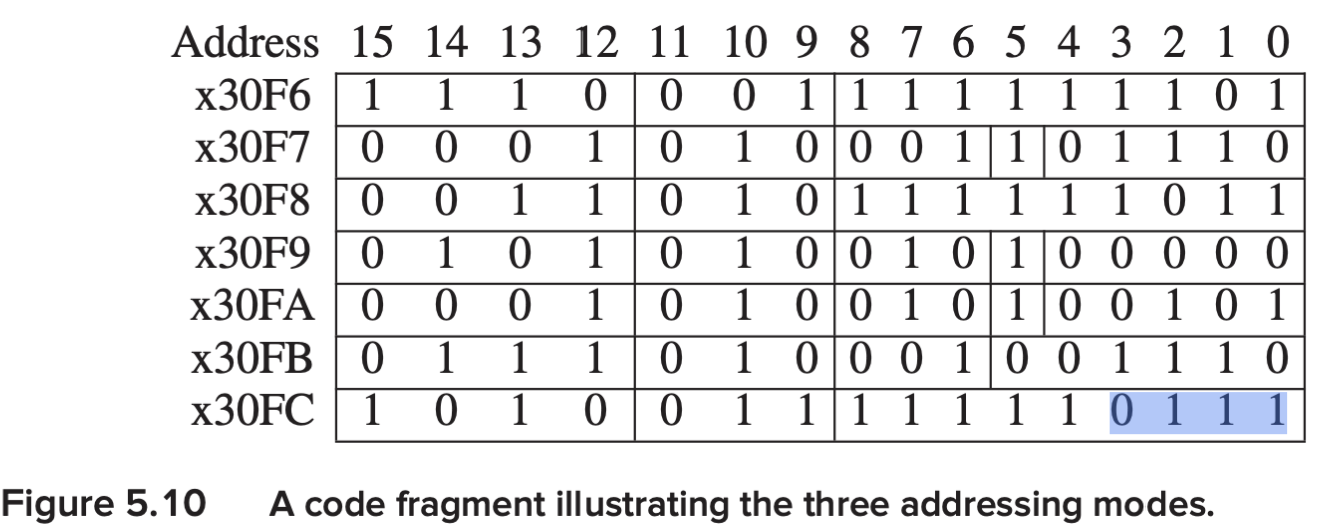 Address 15 14 13 12 11 10 9 8 7 6 5 4 3 2 1 0
x30F6 1 1 1 0 0 0 1 1 1 1 1 1 1 1 0 1
x30F7 0 0 0 1 0 1 0 0 0 1 1 0 1 1 1 0
x30F8 0 0 1 1 0 1 0 1 1 1 1 1 1 0 1 1
x30F9 0 1 0 1 0 1 0 0 1 0 1 0 0 0 0 0
x30FA 0 0 0 1 0 1 0 0 1 0 1 0 0 1 0 1
x30FB 0 1 1 1 0 1 0 0 0 1 0 0 1 1 1 0
x30FC 1 0 1 0 0 1 1 1 1 1 1 1 0 1 1 1
Figure 5.10 A code fragment illustrating the three addressing modes.